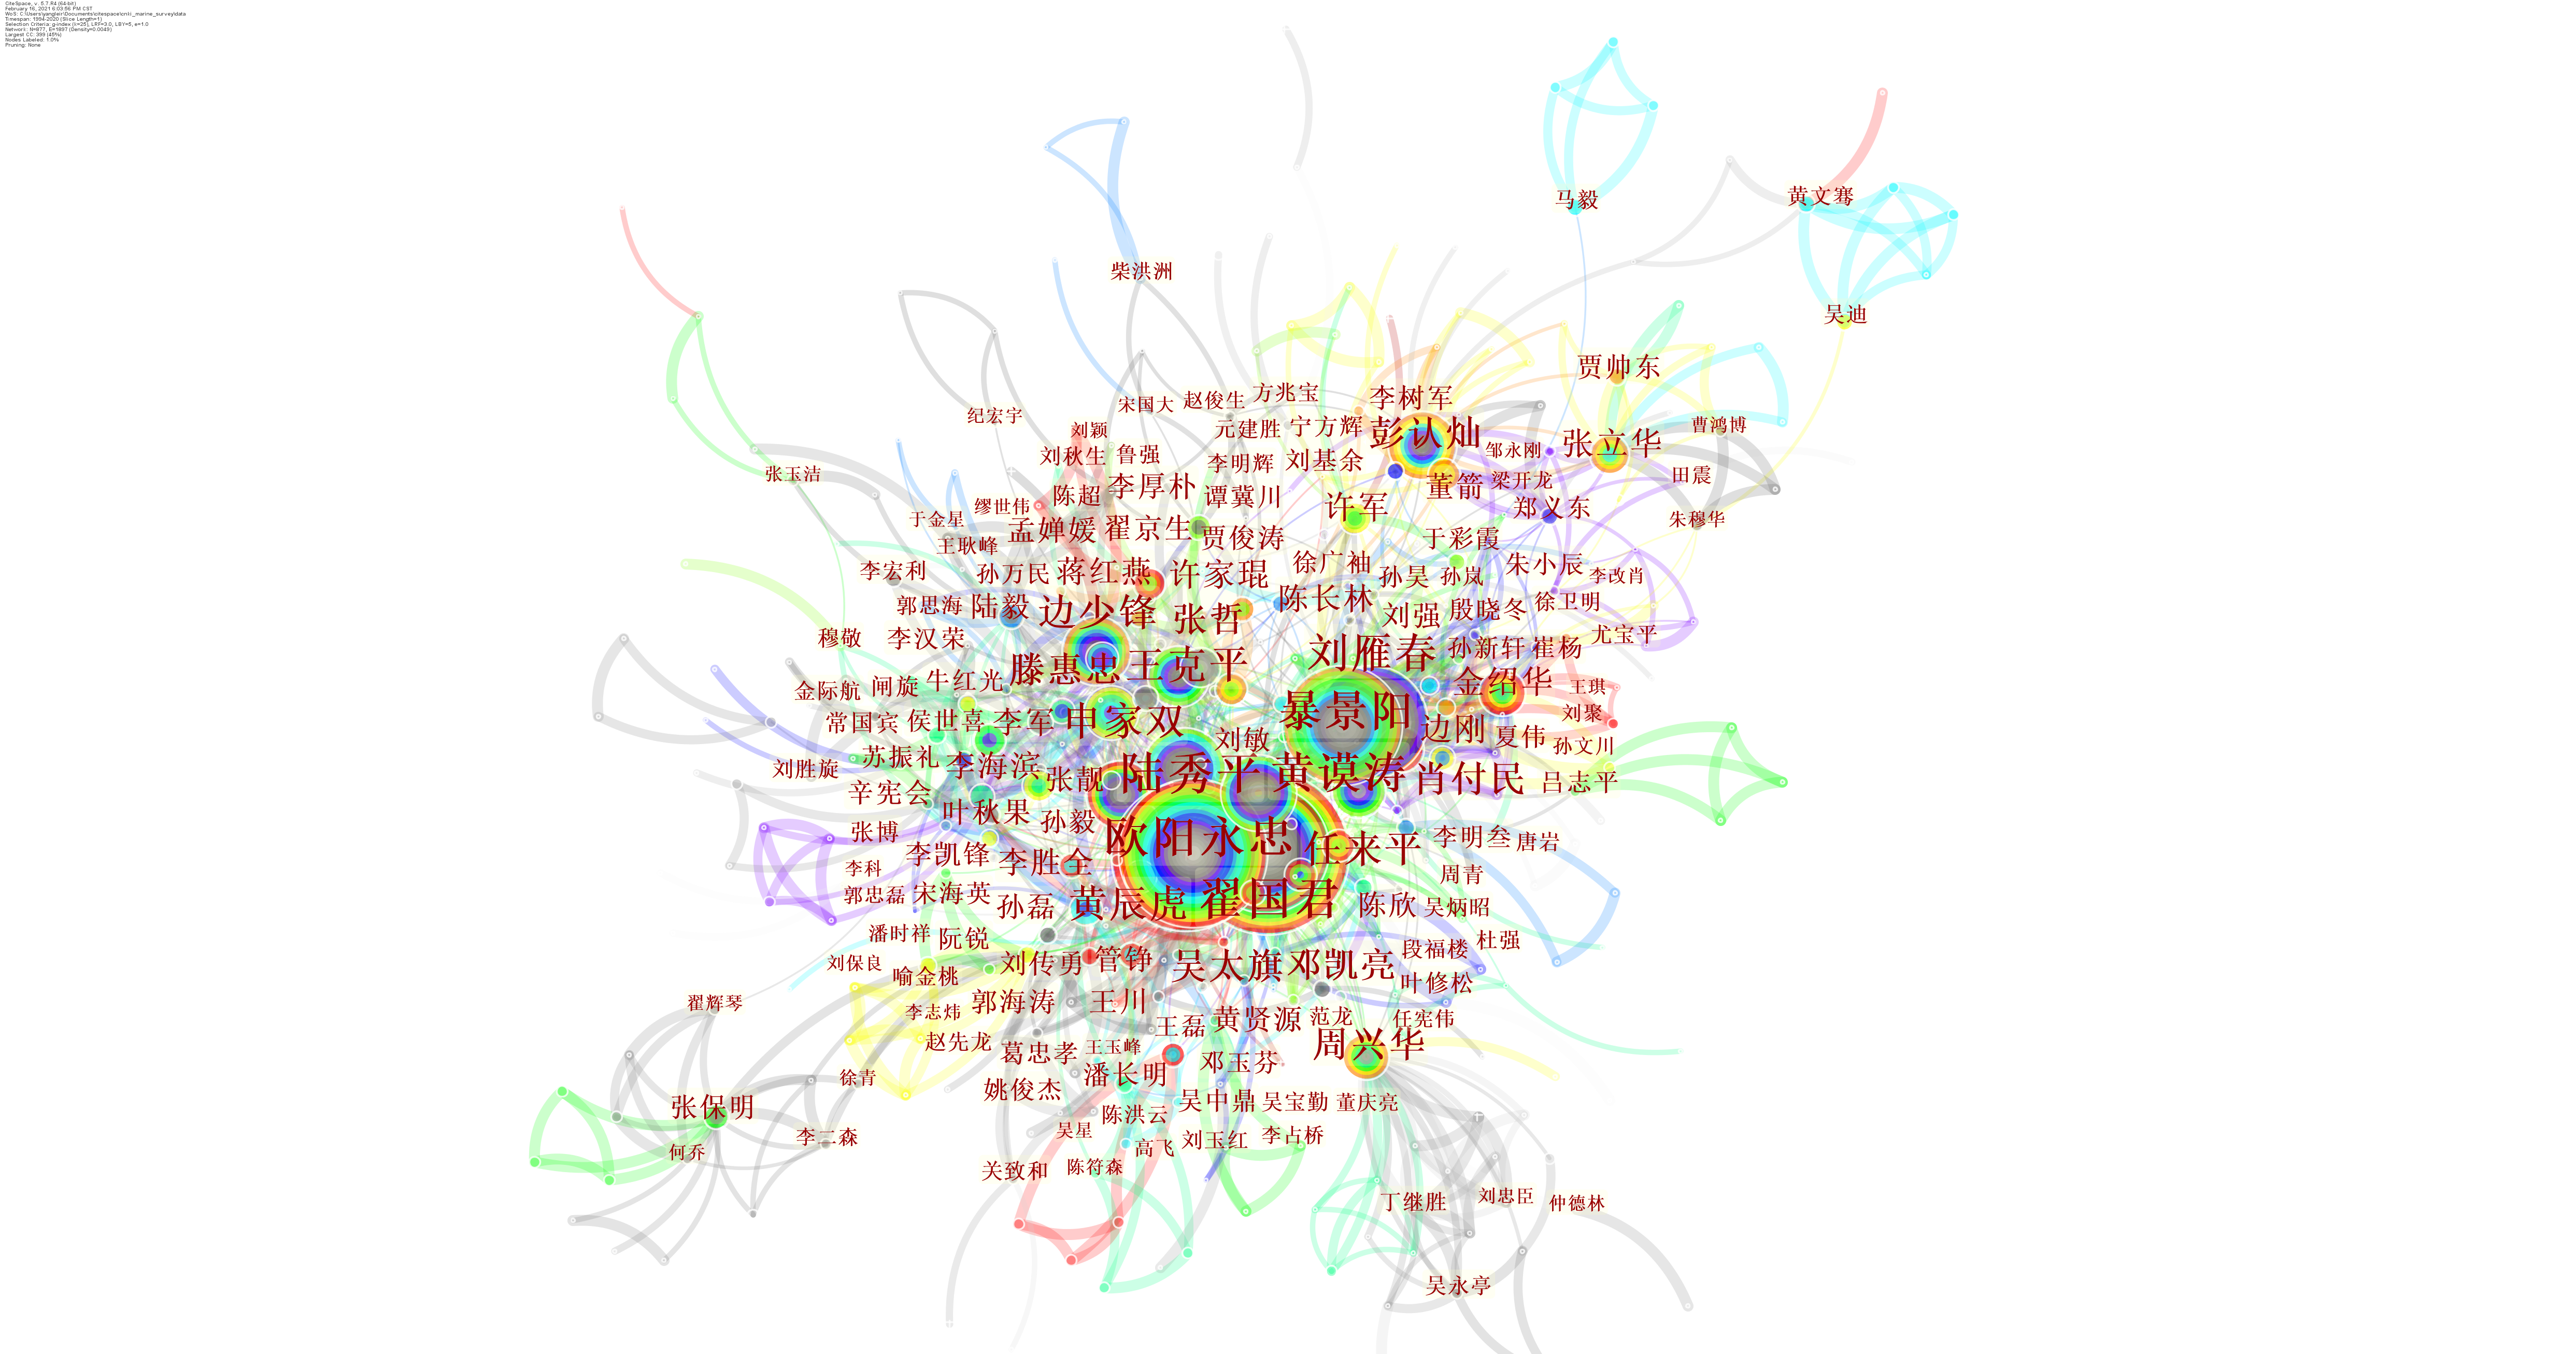 CiteSpace, v. 5.7.R4 (64-bit)
February 16, 2021 6:03:56 PM CST
WoS: C:\Users\yanglei\Documents\citespace\cnki_marine_survey\data
Timespan: 1994-2020 (Slice Length=1)
Selection Criteria: g-index (k=25), LRF=3.0, LBY=5, e=1.0
Network: N=877, E=1897 (Density=0.0049)
Largest CC: 399 (45%)
Nodes Labeled: 1.0%
Pruning: None
马毅
黄文骞
柴洪洲
吴迪
贾帅东
李树军
方兆宝
赵俊生
宋国大
纪宏宇
刘颖
元建胜
宁方辉
彭认灿
曹鸿博
张立华
邹永刚
刘秋生
鲁强
李明辉
刘基余
张玉洁
田震
梁开龙
董箭
陈超
李厚朴
谭冀川
许军
郑义东
缪世伟
于金星
朱穆华
孟婵媛
翟京生
贾俊涛
于彩霞
王耿峰
徐广袖
朱小辰
李宏利
孙万民
蒋红燕
许家琨
孙昊
孙岚
李改肖
郭思海
陆毅
边少锋
张哲
陈长林
刘强
殷晓冬
徐卫明
穆敬
李汉荣
尤宝平
刘雁春
孙新轩
崔杨
滕惠忠
王克平
金际航
闸旋
牛红光
金绍华
王琪
暴景阳
刘聚
常国宾
侯世喜
李军
申家双
刘敏
边刚
夏伟
孙文川
刘胜旋
苏振礼
李海滨
张靓
陆秀平
黄谟涛
肖付民
吕志平
辛宪会
叶秋果
孙毅
张博
欧阳永忠
任来平
李明叁
唐岩
李科
李凯锋
李胜全
周青
郭忠磊
宋海英
孙磊
黄辰虎
翟国君
陈欣
吴炳昭
潘时祥
阮锐
段福楼
杜强
刘保良
喻金桃
刘传勇
管铮
吴太旗
邓凯亮
叶修松
翟辉琴
李志炜
郭海涛
王川
王磊
黄贤源
范龙
任宪伟
赵先龙
葛忠孝
王玉峰
周兴华
徐青
姚俊杰
潘长明
邓玉芬
张保明
陈洪云
吴中鼎
吴宝勤
董庆亮
李二森
吴星
何乔
高飞
刘玉红
李占桥
关致和
陈符森
丁继胜
刘忠臣
仲德林
吴永亭